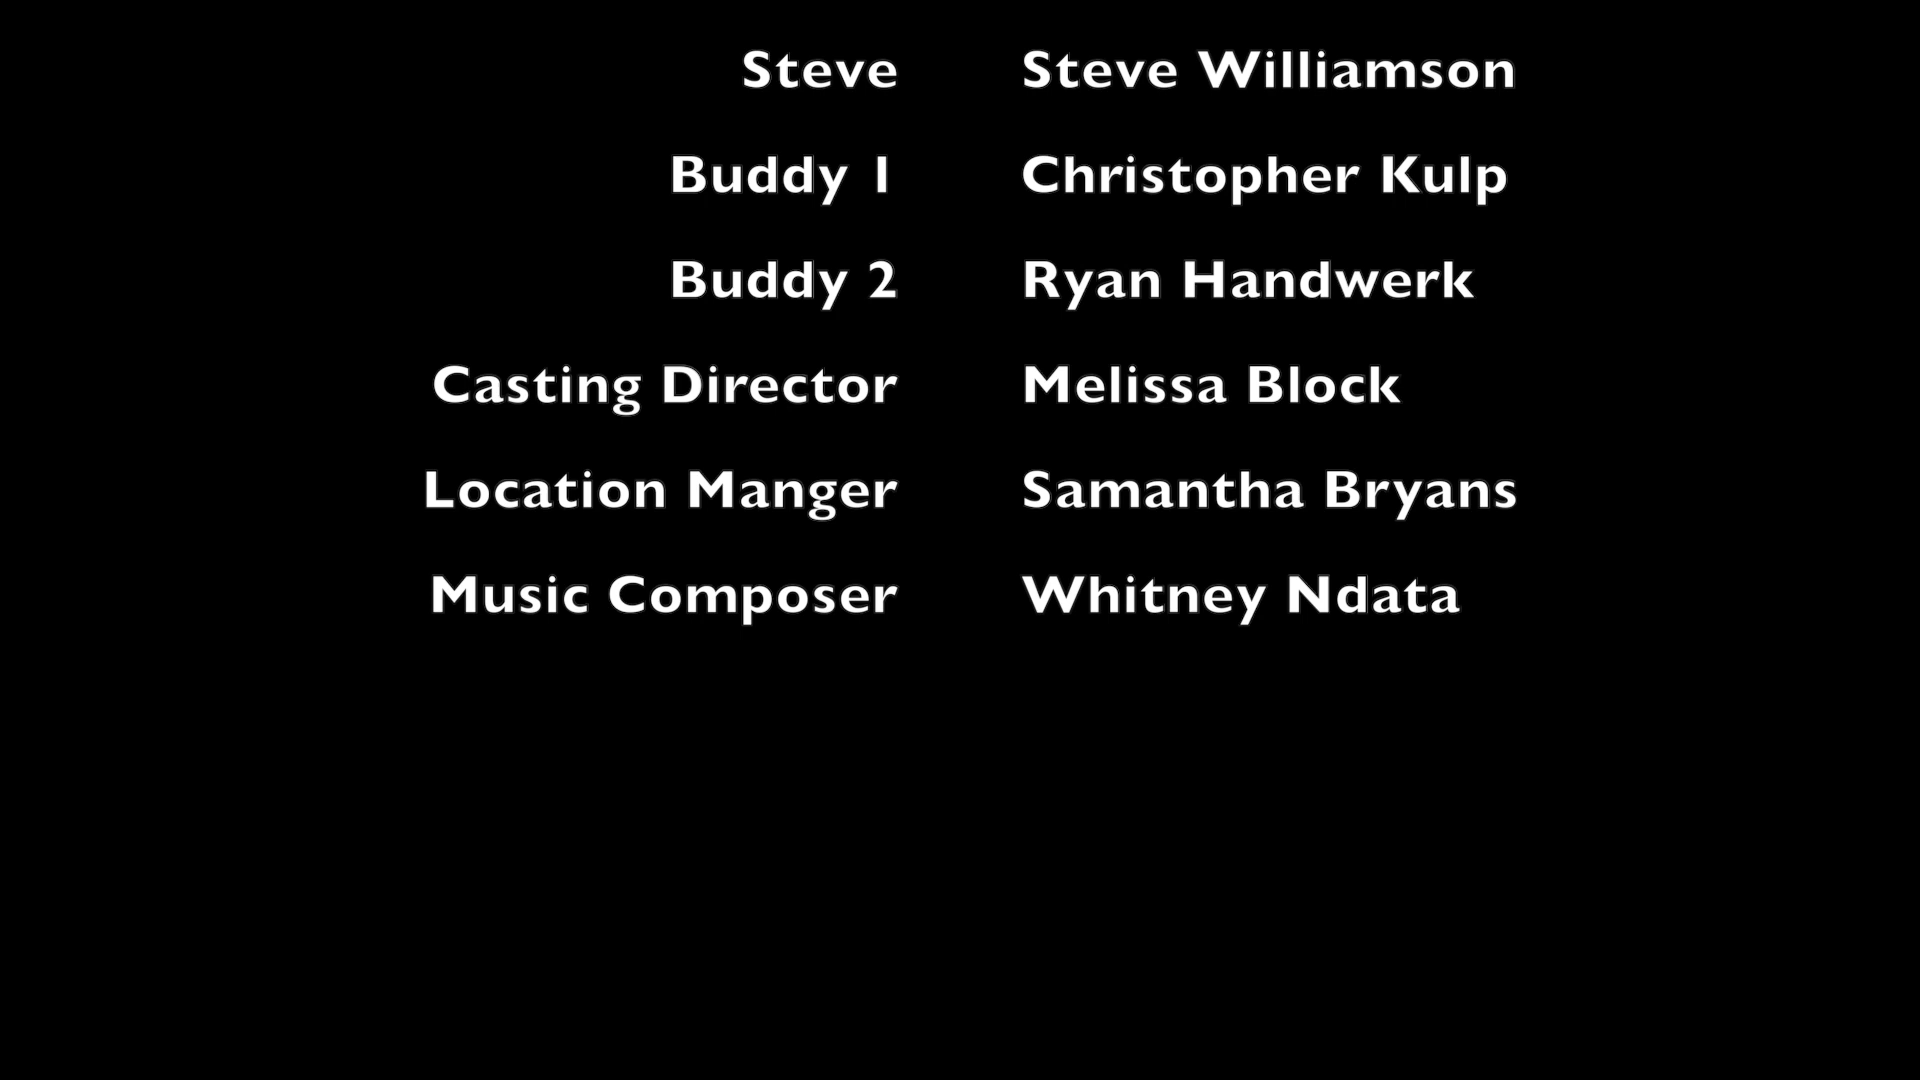 Steve Steve Williamson
Buddy 1 Christopher Kulp
Buddy 2 Ryan Handwerk
Casting Director Melissa Block
Location Manger Samantha Bryans
Music Composer Whitney Ndata